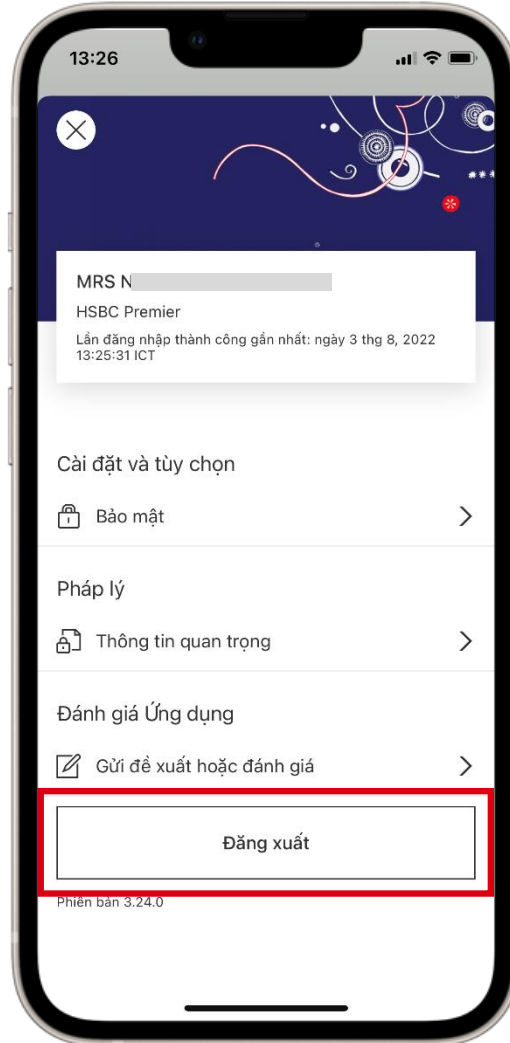 13:26
MRS N
HSBC Premier
Lần đăng nhập thành công gần nhất: ngày 3 thg 8, 2022
13:25:31 ICT
Cài đặt và tùy chọn
Bảo mật
Pháp lý
Thông tin quan trọng
Đánh giá Ứng dụng
Gửi đề xuất hoặc đánh giá
Đăng xuất
Phiên bản 3.24.0